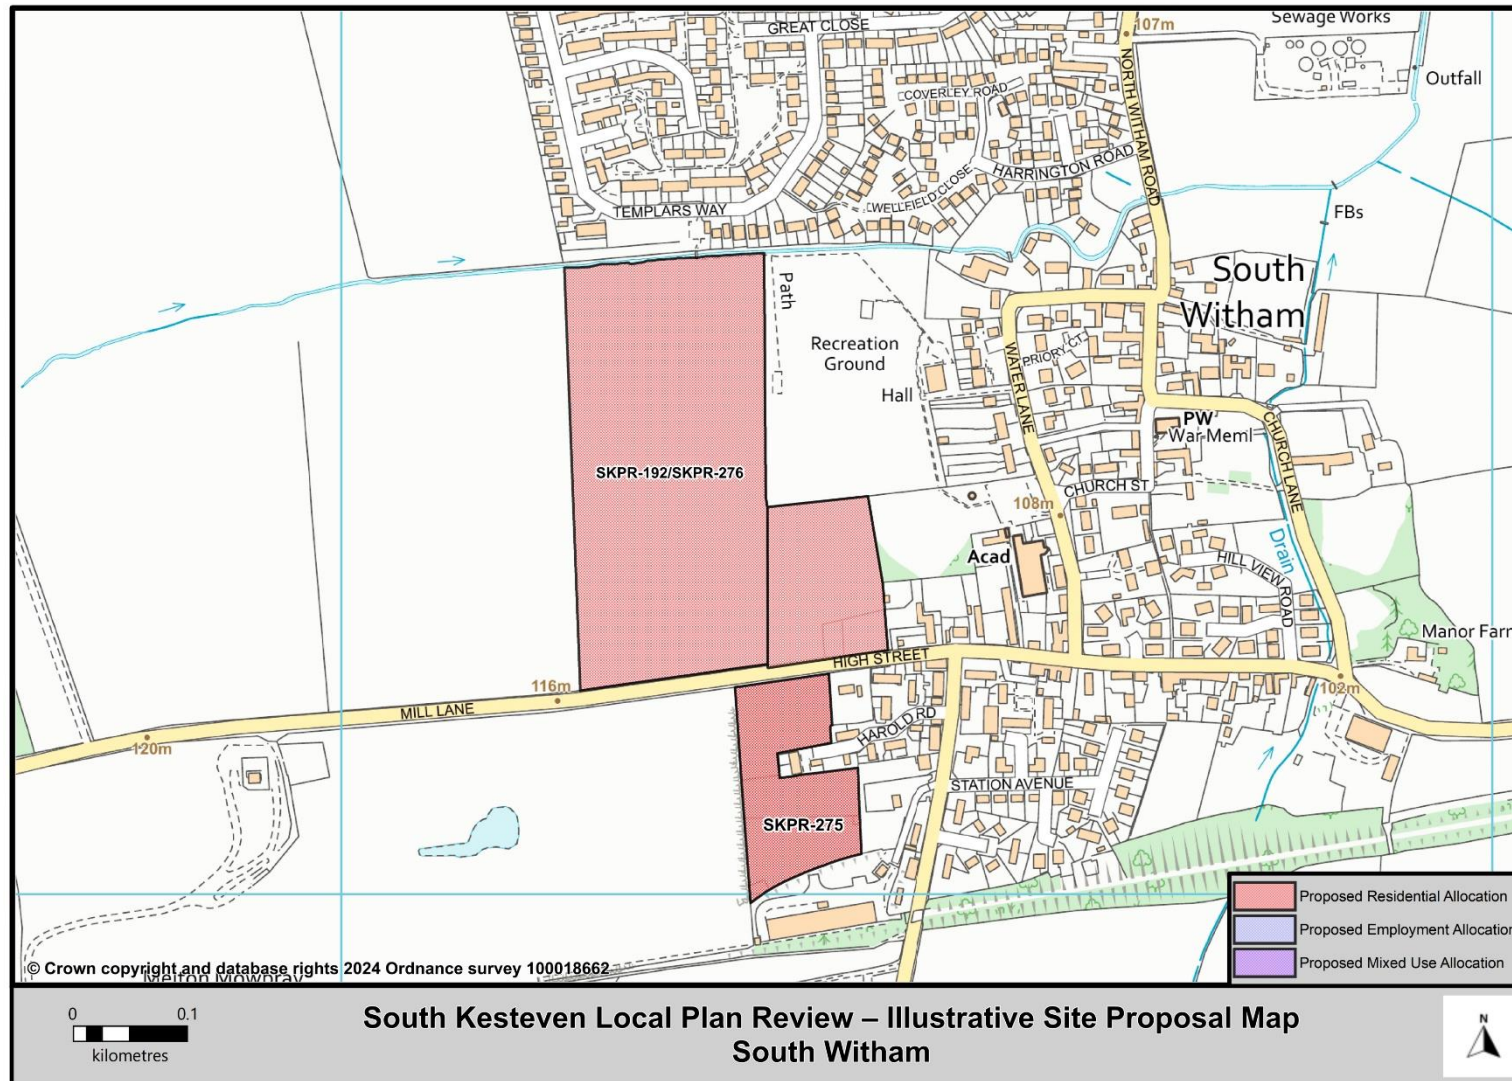 GREAT CLOSE
107m
Sewage Works
Outfall
COVERLEY ROAD
NORTH WITHAM ROAD
HARRINGTON ROAD
WELLFIELD CLOSE
TEMPLARS WAY
FBs
South
Witham
Path
Recreation
Ground
PRIORY CT
WATER LANE
Hall
PW
War Meml
CHURCH LANE
SKPR-192/SKPR-276
CHURCH ST
108m
Acad
Drain
HILL VIEW
ROAD
Manor Farm
HIGH STREET
116m
MILL LANE
102m
120m
HAROLD RD
STATION AVENUE
SKPR-275
Proposed Residential Allocation
Proposed Employment Allocation
Proposed Mixed Use Allocation
© Crown copyright and database rights 2024 Ordnance survey 100018662
Melton Mowbray
0 0.1
kilometres
South Kesteven Local Plan Review – Illustrative Site Proposal Map
South Witham
N